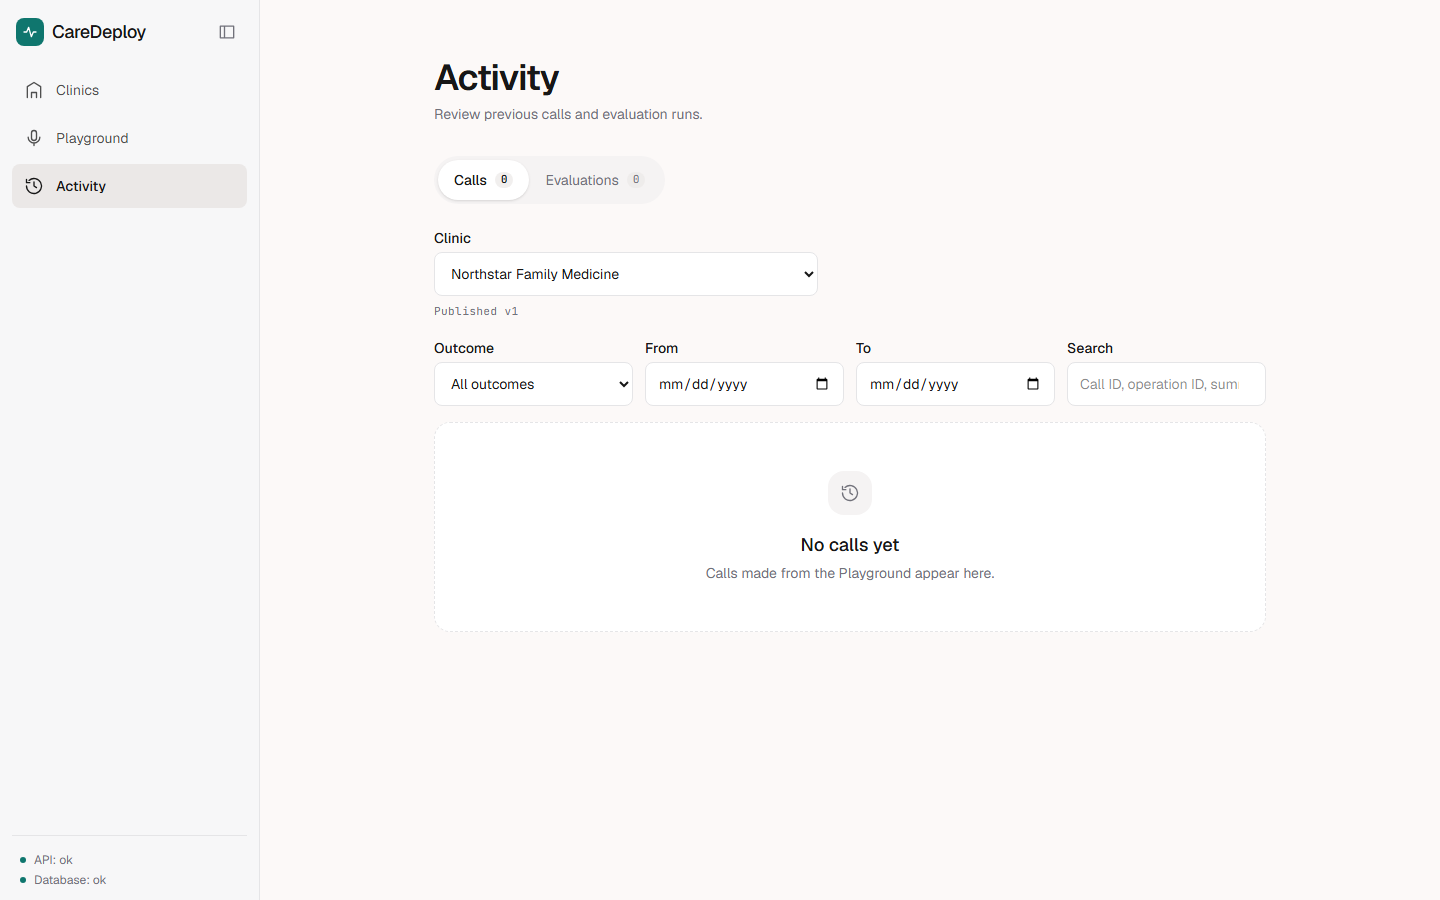 CareDeploy
Clinics
Playground
Activity
API: ok
Database: ok
Activity
Review previous calls and evaluation runs.
Calls 0 Evaluations 0
Clinic
Northstar Family Medicine
Published v1
Outcome From To Search
All outcomes mm/dd/yyyy mm/dd/yyyy Call ID, operation ID, sum
No calls yet
Calls made from the Playground appear here.